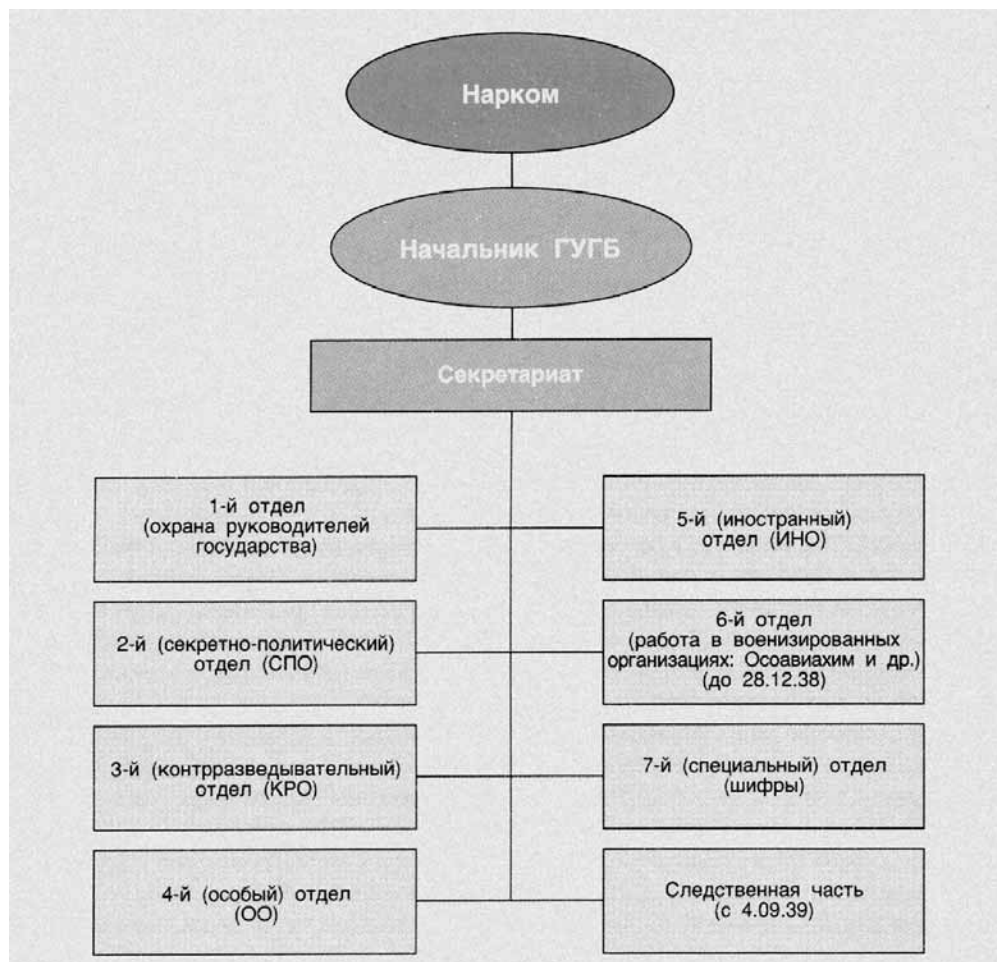 Нарком
Начальник ГУГБ
Секретариат
1-й отдел
(охрана руководителей
государства)
2-й (секретно-политический)
отдел (СПО)
3-й (контрразведывательный)
отдел (КРО)
4-й (особый) отдел
(ОО)
5-й (иностранный)
отдел (ИНО)
6-й отдел
(работа в военизированных
организациях: Осоавиахим и др.)
(до 28.12.38)
7-й (специальный) отдел
(шифры)
Следственная часть
(с 4.09.39)